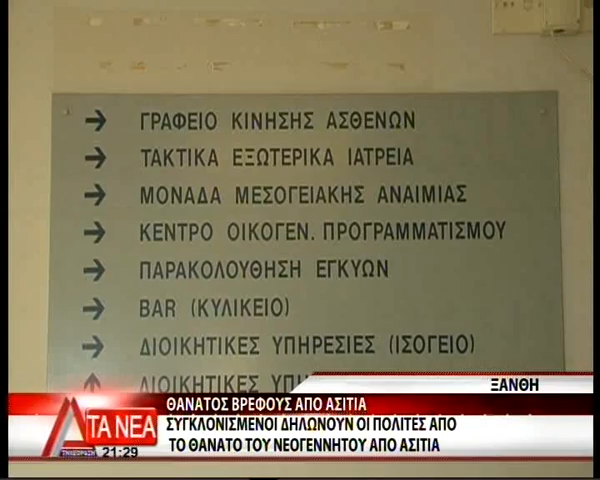 ΓΡΑΦΕΙΟ ΚΙΝΗΣΗΣ ΑΣΘΕΝΩΝ
ΤΑΚΤΙΚΑ ΕΞΩΤΕΡΙΚΑ ΙΑΤΡΕΙΑ
ΜΟΝΑΔΑ ΜΕΣΟΓΕΙΑΚΗΣ ΑΝΑΙΜΙΑΣ
ΚΕΝΤΡΟ ΟΙΚΟΓΕΝ. ΠΡΟΓΡΑΜΜΑΤΙΣΜΟΥ
ΠΑΡΑΚΟΛΟΥΘΗΣΗ ΕΓΚΥΩΝ
BAR (ΚΥΛΙΚΕΙΟ)
ΔΙΟΙΚΗΤΙΚΕΣ ΥΠΗΡΕΣΙΕΣ (ΙΣΟΓΕΙΟ)
ΔΙΟΙΚΗΤΙΚΕΣ
ΞΑΝΘΗ
ΘΑΝΑΤΟΣ ΒΡΕΦΟΥΣ ΑΠΟ ΑΣΙΤΙΑ
ΣΥΓΚΛΟΝΙΣΜΕΝΟΙ ΔΗΛΩΝΟΥΝ ΟΙ ΠΟΛΙΤΕΣ ΑΠΟ
ΤΟ ΘΑΝΑΤΟ ΤΟΥ ΝΕΟΓΕΝΝΗΤΟΥ ΑΠΟ ΑΣΙΤΙΑ
ΤΑ ΝΕΑ
ΤΗΛΕΟΡΑΣΗ
21:29